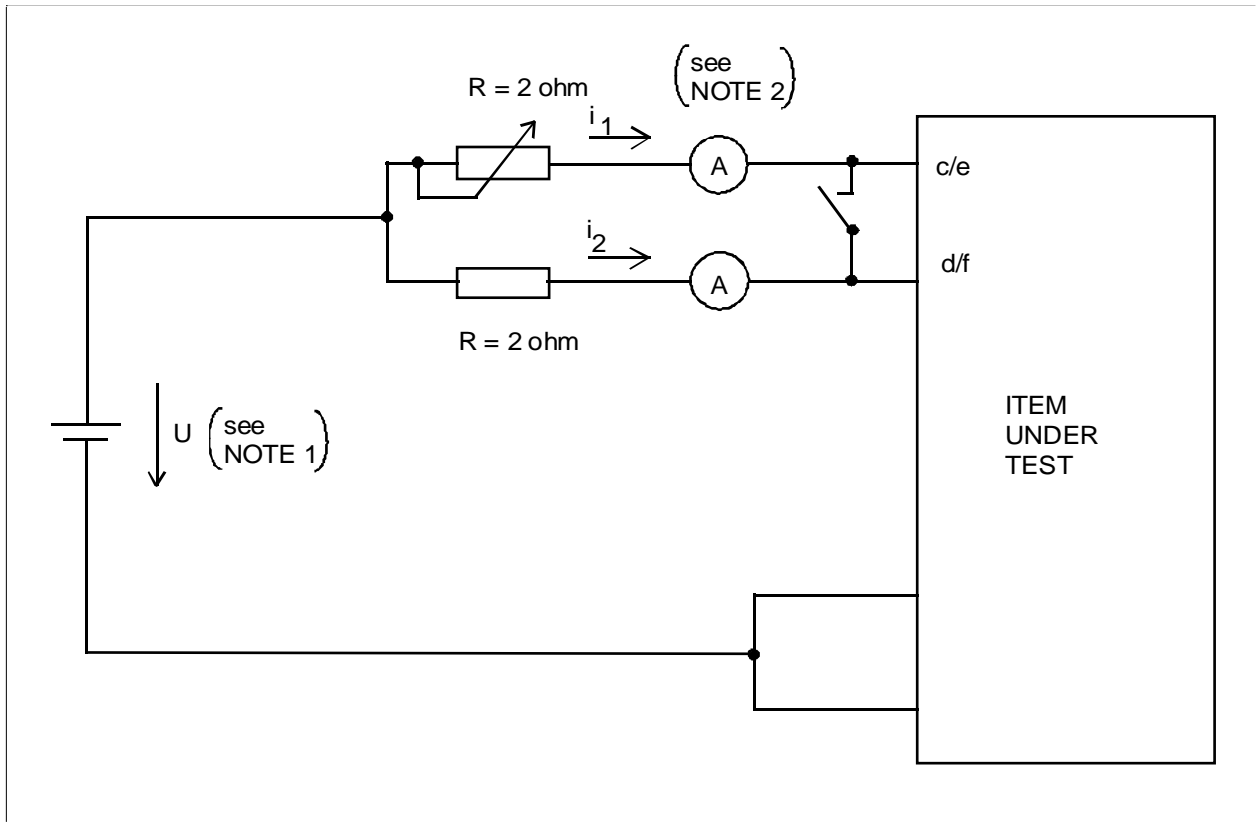 R = 2 ohm
(see
NOTE 2)
i1
A
c/e
i2
A
d/f
R = 2 ohm
U (see
NOTE 1)
ITEM
UNDER
TEST